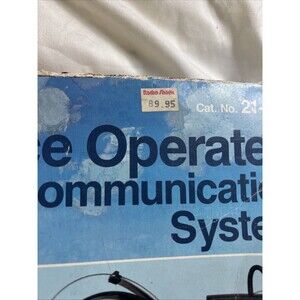 Radio Shack
89.95
Cat. No. 21-
ce Operate
ommunicatio
Syste